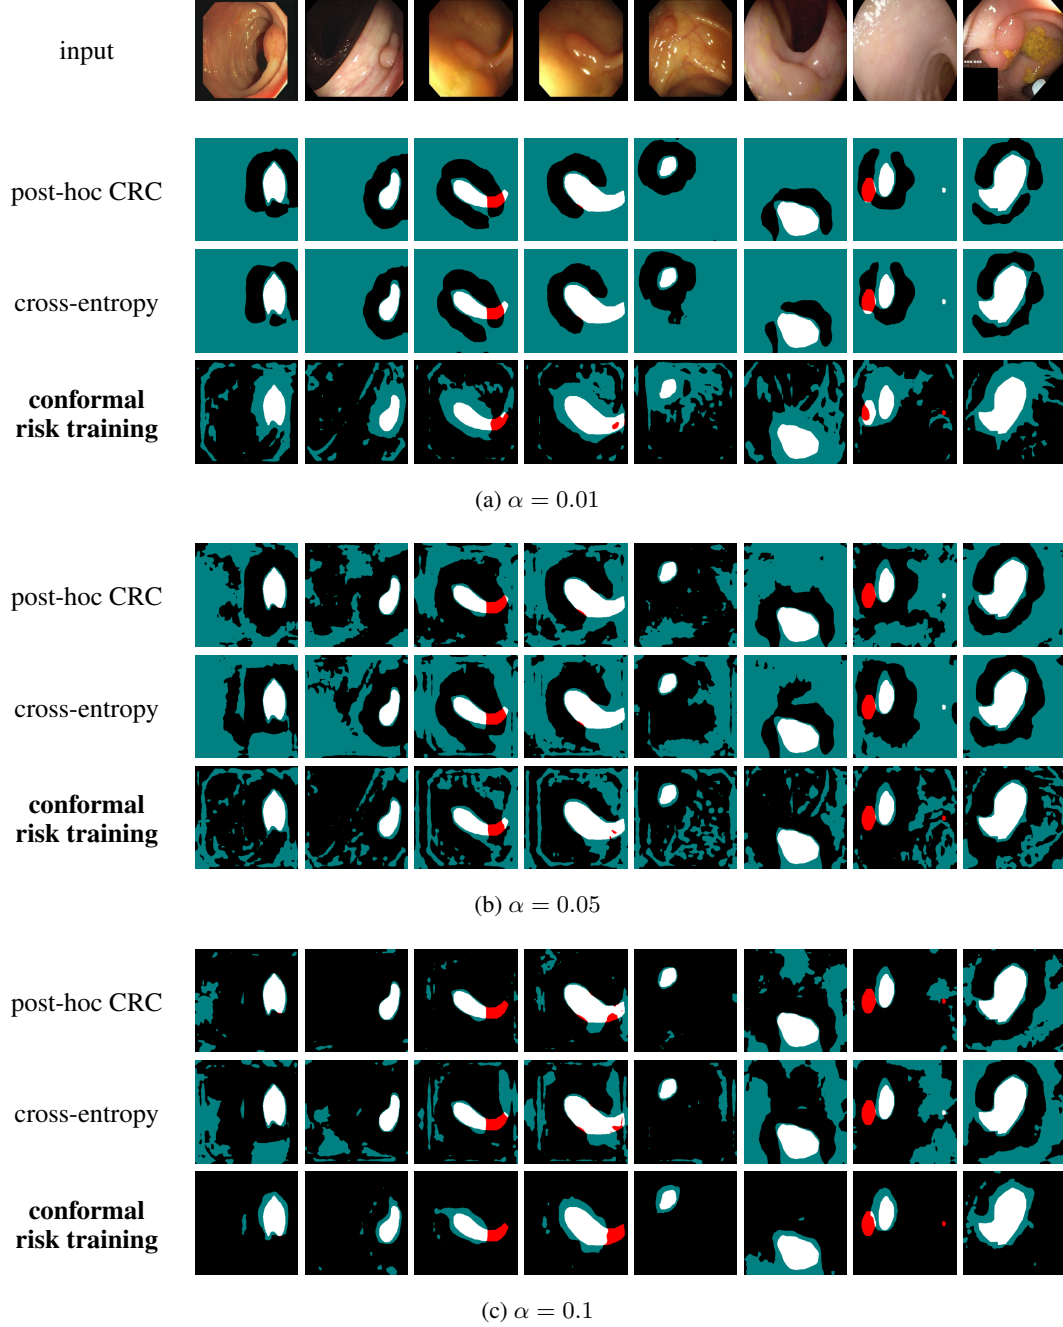 input
post-hoc CRC
cross-entropy
conformal
risk training
(a) α = 0.01
post-hoc CRC
cross-entropy
conformal
risk training
(b) α = 0.05
post-hoc CRC
cross-entropy
conformal
risk training
(c) α = 0.1